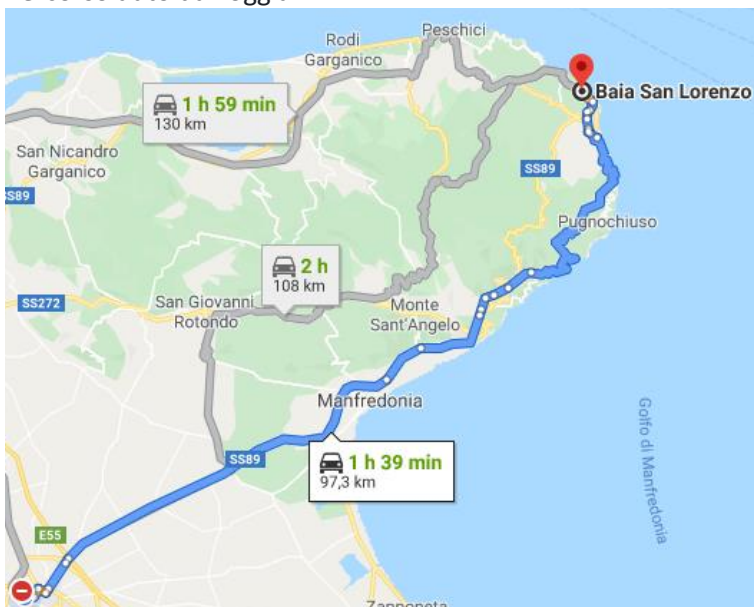 Peschici
Rodi
Garganico
Baia San Lorenzo
1 h 59 min
130 km
San Nicandro
Garganico
SS89
SS89
Pugnochiuso
2 h
108 km
SS272
San Giovanni
Rotondo
Monte
Sant'Angelo
Manfredonia
Golfo di Manfredonia
SS89
1 h 39 min
97,3 km
E55
Zapponeta